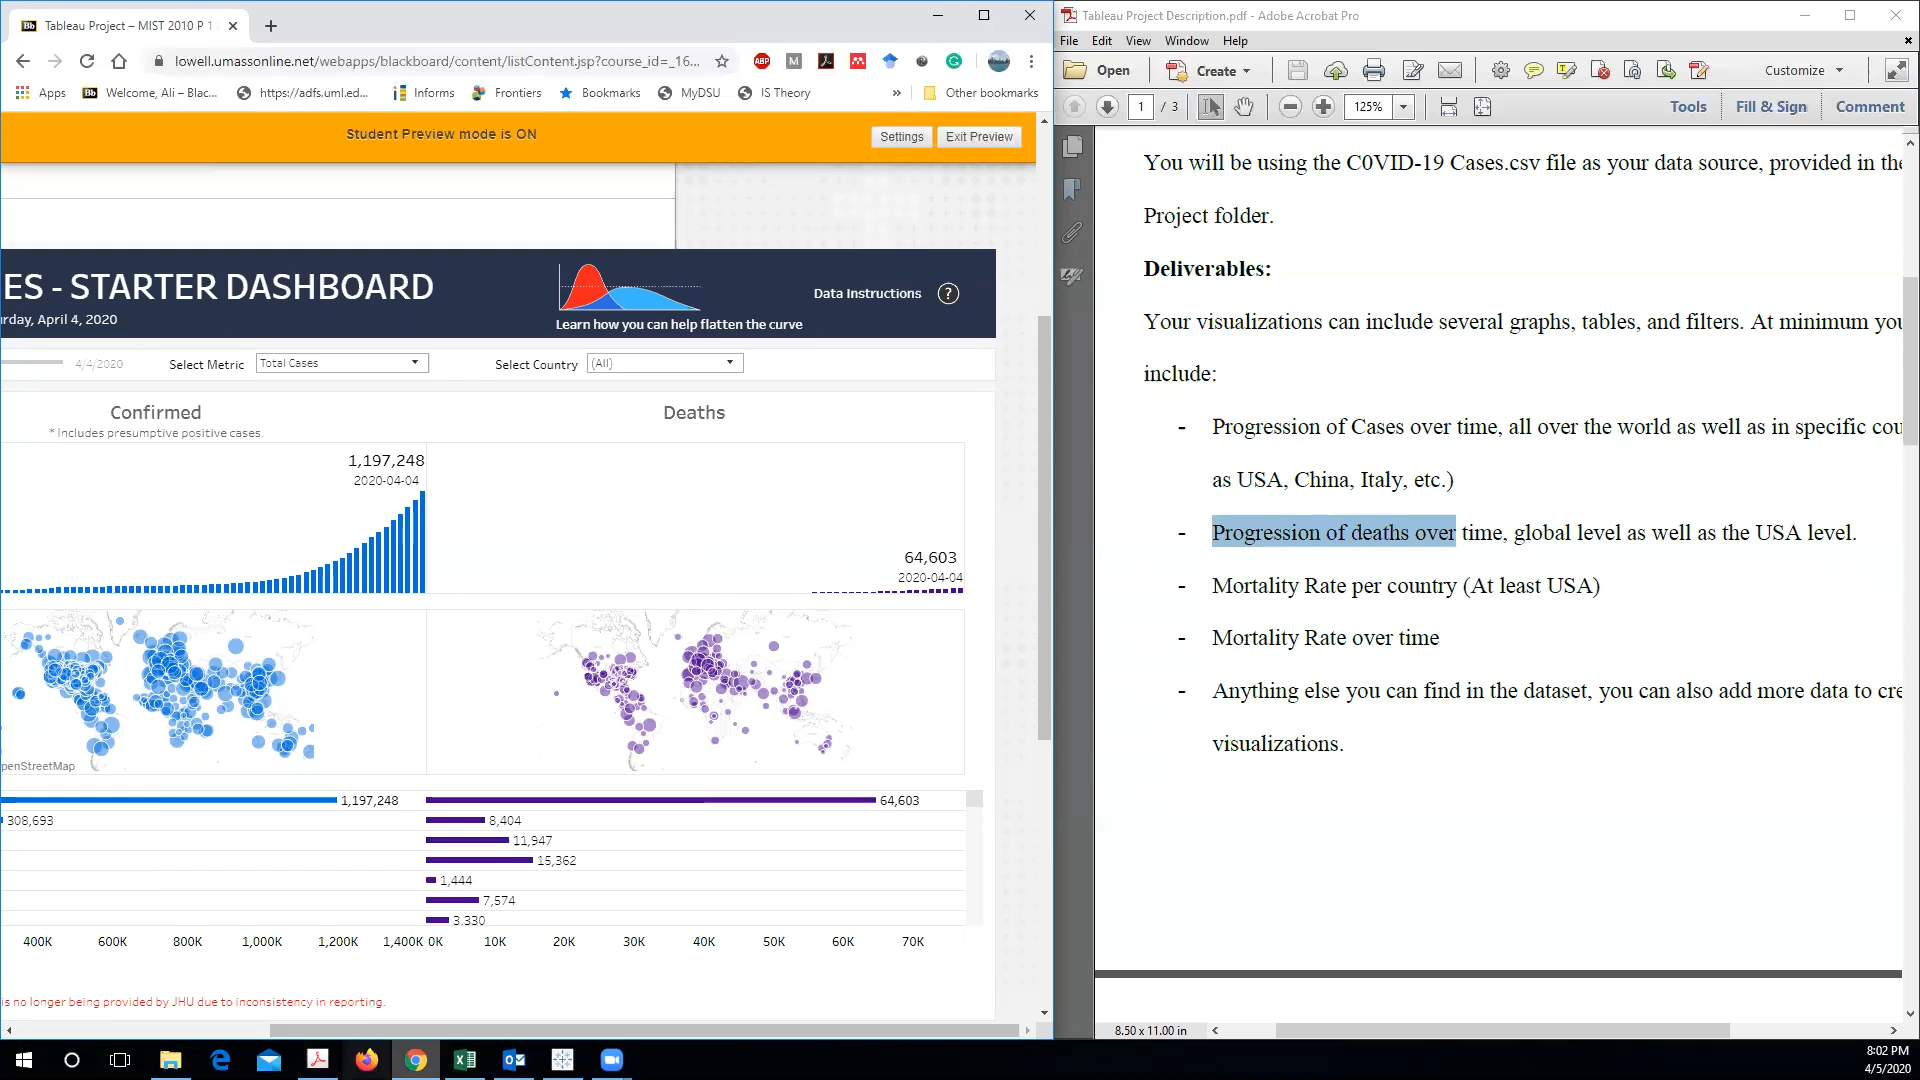 Tableau Project – MIST 2010 P 1
lowell.umassonline.net/webapps/blackboard/content/listContent.jsp?course_id=_16...
Apps
Welcome, Ali – Blac...
https://adfs.uml.ed...
Informs
Frontiers
Bookmarks
MyDSU
IS Theory
»
Other bookmarks
Student Preview mode is ON
Settings
Exit Preview
ES - STARTER DASHBOARD
rday, April 4, 2020
Learn how you can help flatten the curve
Data Instructions
?
4/4/2020
Select Metric
Total Cases
Select Country
(All)
Confirmed
* Includes presumptive positive cases.
Deaths
1,197,248
2020-04-04
64,603
2020-04-04
penStreetMap
1,197,248
64,603
308,693
8,404
11,947
15,362
1,444
7,574
3,330
400K 600K 800K 1,000K 1,200K 1,400K 0K 10K 20K 30K 40K 50K 60K 70K
is no longer being provided by JHU due to inconsistency in reporting.
Tableau Project Description.pdf - Adobe Acrobat Pro
File Edit View Window Help
Open
Create
Customize
1 / 3
125%
Tools
Fill & Sign
Comment
You will be using the C0VID-19 Cases.csv file as your data source, provided in the
Project folder.
Deliverables:
Your visualizations can include several graphs, tables, and filters. At minimum you
include:
- Progression of Cases over time, all over the world as well as in specific cou
as USA, China, Italy, etc.)
- Progression of deaths over time, global level as well as the USA level.
- Mortality Rate per country (At least USA)
- Mortality Rate over time
- Anything else you can find in the dataset, you can also add more data to cre
visualizations.
8.50 x 11.00 in
8:02 PM
4/5/2020